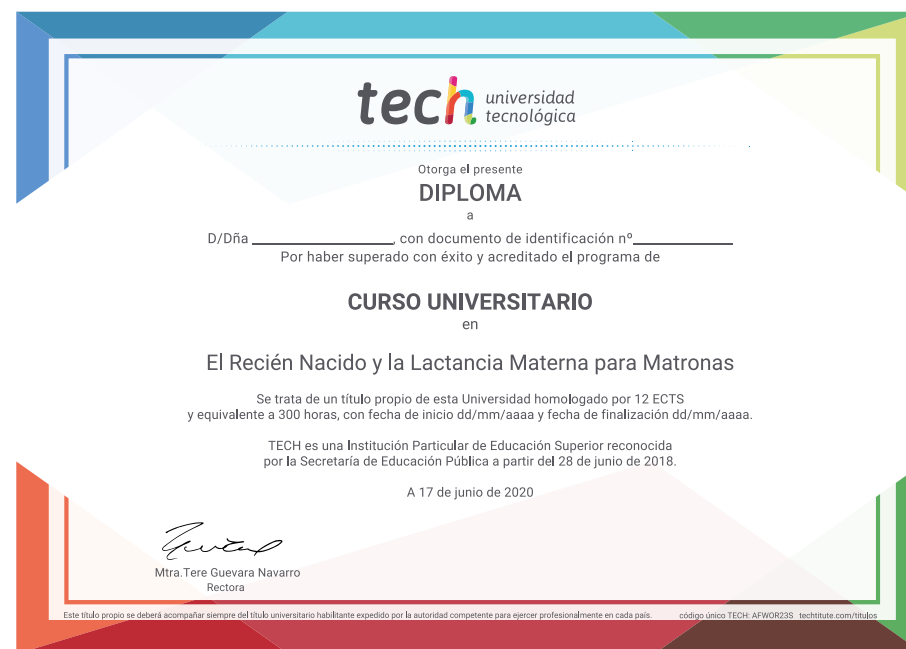 tech universidad
tecnológica
Otorga el presente
DIPLOMA
a
D/Dña ____________________, con documento de identificación nº______________
Por haber superado con éxito y acreditado el programa de
CURSO UNIVERSITARIO
en
El Recién Nacido y la Lactancia Materna para Matronas
Se trata de un título propio de esta Universidad homologado por 12 ECTS
y equivalente a 300 horas, con fecha de inicio dd/mm/aaaa y fecha de finalización dd/mm/aaaa.
TECH es una Institución Particular de Educación Superior reconocida
por la Secretaría de Educación Pública a partir del 28 de junio de 2018.
A 17 de junio de 2020
Mtra.Tere Guevara Navarro
Rectora
Este título propio se deberá acompañar siempre del título universitario habilitante expedido por la autoridad competente para ejercer profesionalmente en cada país. código único TECH: AFWOR23S techtitute.com/titulos